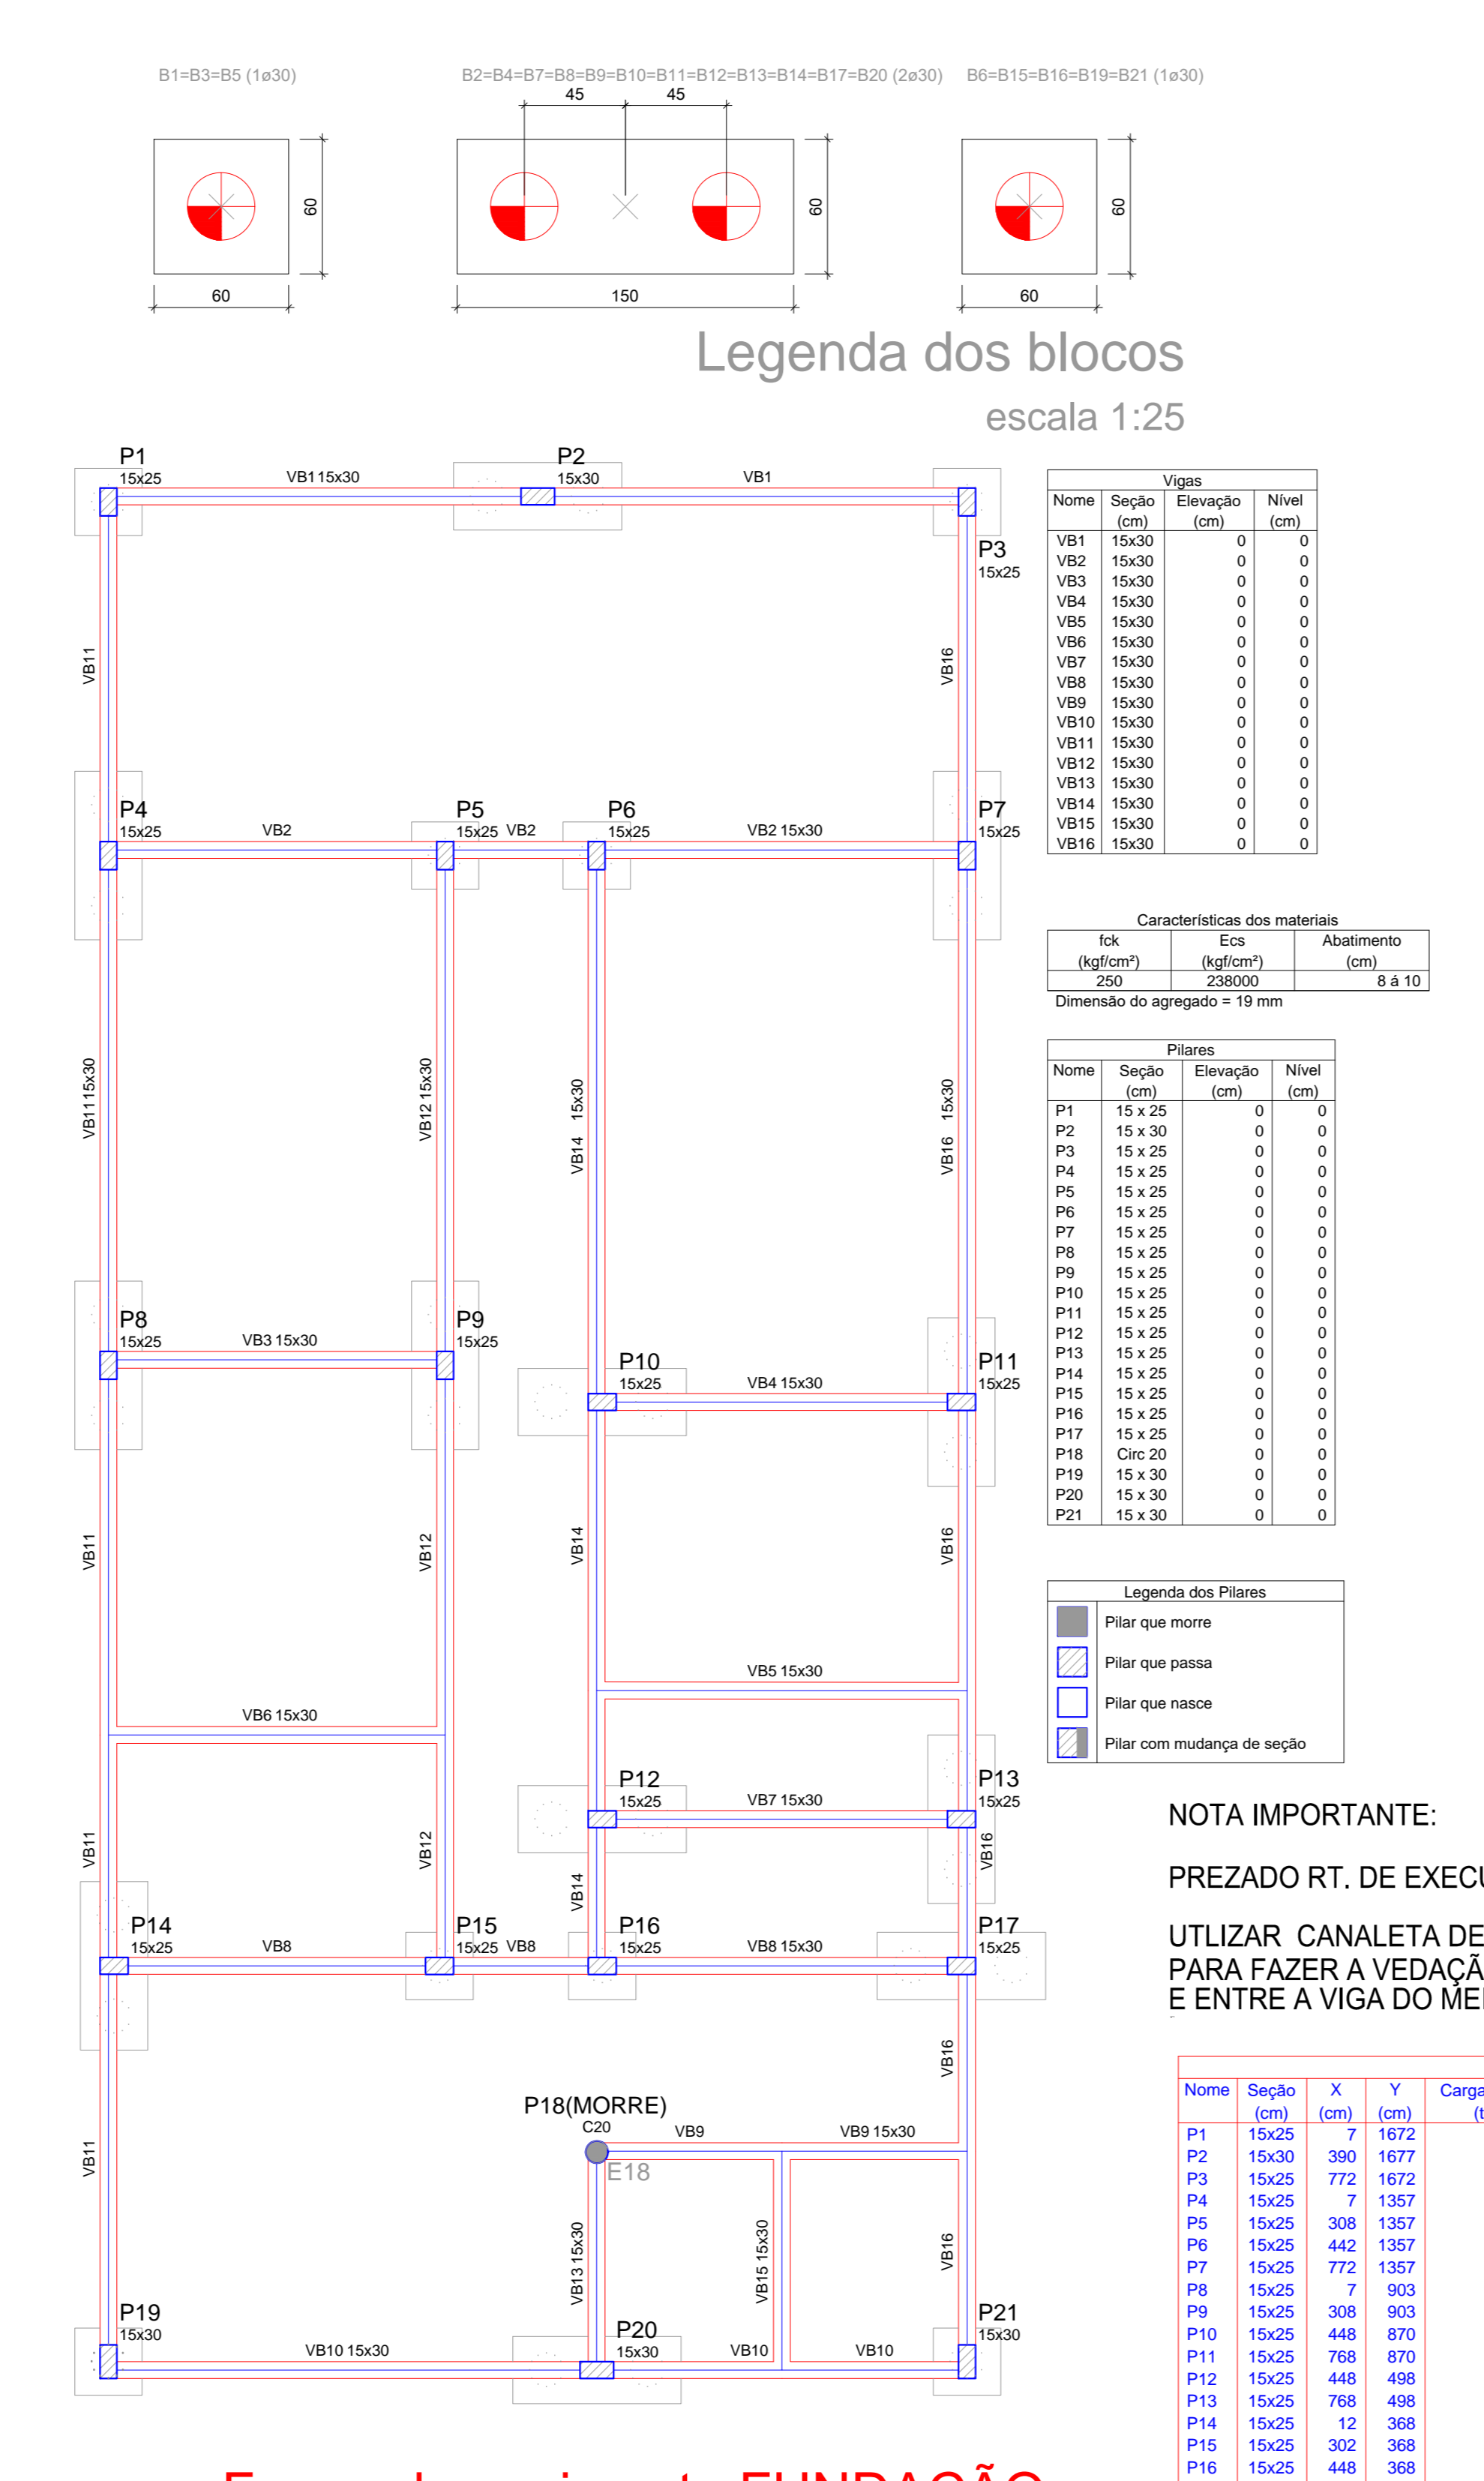 B1=B3=B5 (1ø30)
B2=B4=B7=B8=B9=B10=B11=B12=B13=B14=B17=B20 (2ø30)
B6=B15=B16=B19=B21 (1ø30)
45 45
60 60 60
60 150 60
Legenda dos blocos
escala 1:25
P1
15x25
VB1 15x30
P2
15x30
VB1
P3
15x25
VB11
VB16
P4
15x25
VB2
P5
15x25
VB2
P6
15x25
VB2 15x30
P7
15x25
VB11 15x30
VB12 15x30
VB14 15x30
VB16 15x30
P8
15x25
VB3 15x30
P9
15x25
P10
15x25
VB4 15x30
P11
15x25
VB11
VB12
VB14
VB16
VB5 15x30
VB6 15x30
P12
15x25
VB7 15x30
P13
15x25
VB11
VB12
VB14
VB16
P14
15x25
VB8
P15
15x25
VB8
P16
15x25
VB8 15x30
P17
15x25
VB16
P18(MORRE)
C20
E18
VB9
VB9 15x30
VB11
VB13 15x30
VB15 15x30
VB16
P19
15x30
VB10 15x30
P20
15x30
VB10
VB10
P21
15x30
Vigas
Nome Seção Elevação Nível
(cm) (cm) (cm)
VB1 15x30 0 0
VB2 15x30 0 0
VB3 15x30 0 0
VB4 15x30 0 0
VB5 15x30 0 0
VB6 15x30 0 0
VB7 15x30 0 0
VB8 15x30 0 0
VB9 15x30 0 0
VB10 15x30 0 0
VB11 15x30 0 0
VB12 15x30 0 0
VB13 15x30 0 0
VB14 15x30 0 0
VB15 15x30 0 0
VB16 15x30 0 0
Características dos materiais
fck Ecs Abatimento
(kgf/cm²) (kgf/cm²) (cm)
250 238000 8 á 10
Dimensão do agregado = 19 mm
Pilares
Nome Seção Elevação Nível
(cm) (cm) (cm)
P1 15 x 25 0 0
P2 15 x 30 0 0
P3 15 x 25 0 0
P4 15 x 25 0 0
P5 15 x 25 0 0
P6 15 x 25 0 0
P7 15 x 25 0 0
P8 15 x 25 0 0
P9 15 x 25 0 0
P10 15 x 25 0 0
P11 15 x 25 0 0
P12 15 x 25 0 0
P13 15 x 25 0 0
P14 15 x 25 0 0
P15 15 x 25 0 0
P16 15 x 25 0 0
P17 15 x 25 0 0
P18 Circ 20 0 0
P19 15 x 30 0 0
P20 15 x 30 0 0
P21 15 x 30 0 0
Legenda dos Pilares
Pilar que morre
Pilar que passa
Pilar que nasce
Pilar com mudança de seção
NOTA IMPORTANTE:
PREZADO RT. DE EXECU
UTLIZAR CANALETA DE
PARA FAZER A VEDAÇÃ
E ENTRE A VIGA DO
Nome Seção X Y Carga
(cm) (cm) (cm) (t
P1 15x25 7 1672
P2 15x30 390 1677
P3 15x25 772 1672
P4 15x25 7 1357
P5 15x25 308 1357
P6 15x25 442 1357
P7 15x25 772 1357
P8 15x25 7 903
P9 15x25 308 903
P10 15x25 448 870
P11 15x25 768 870
P12 15x25 448 498
P13 15x25 768 498
P14 15x25 12 368
P15 15x25 302 368
P16 15x25 448 368
FUNDAÇÃO